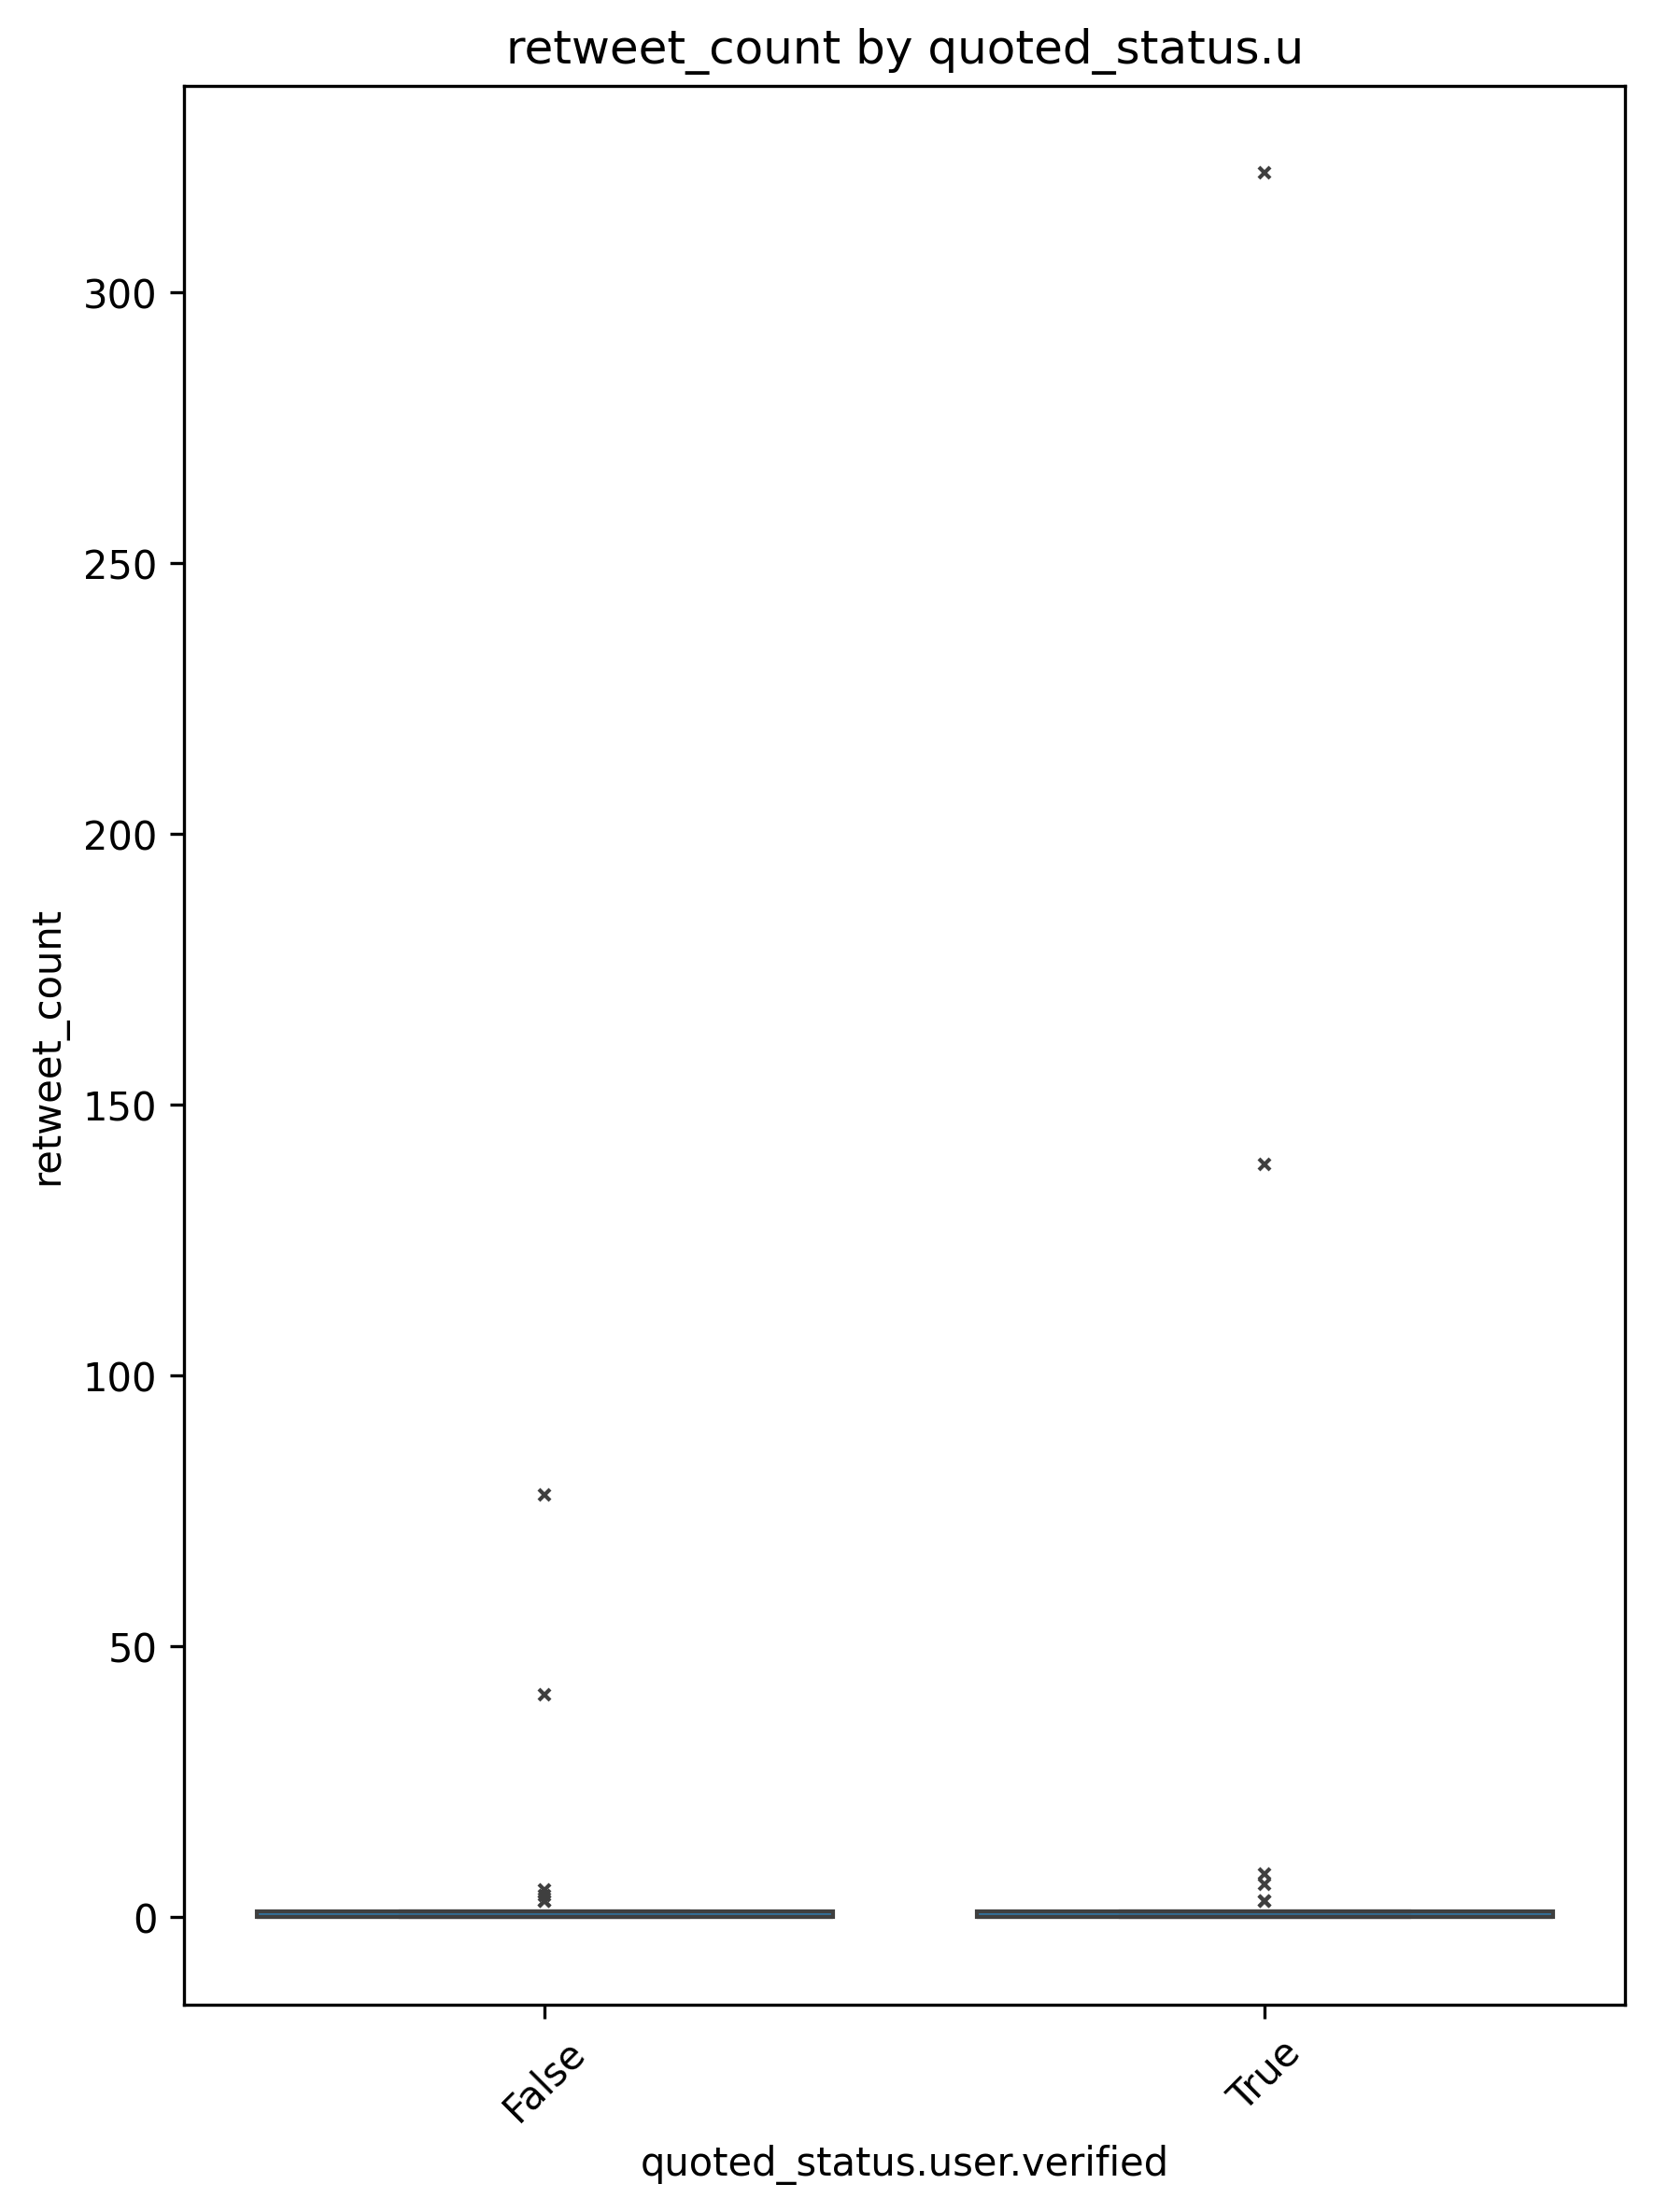 retweet_count by quoted_status.u
300
250
200
150
100
50
0
retweet_count
False
True
quoted_status.user.verified